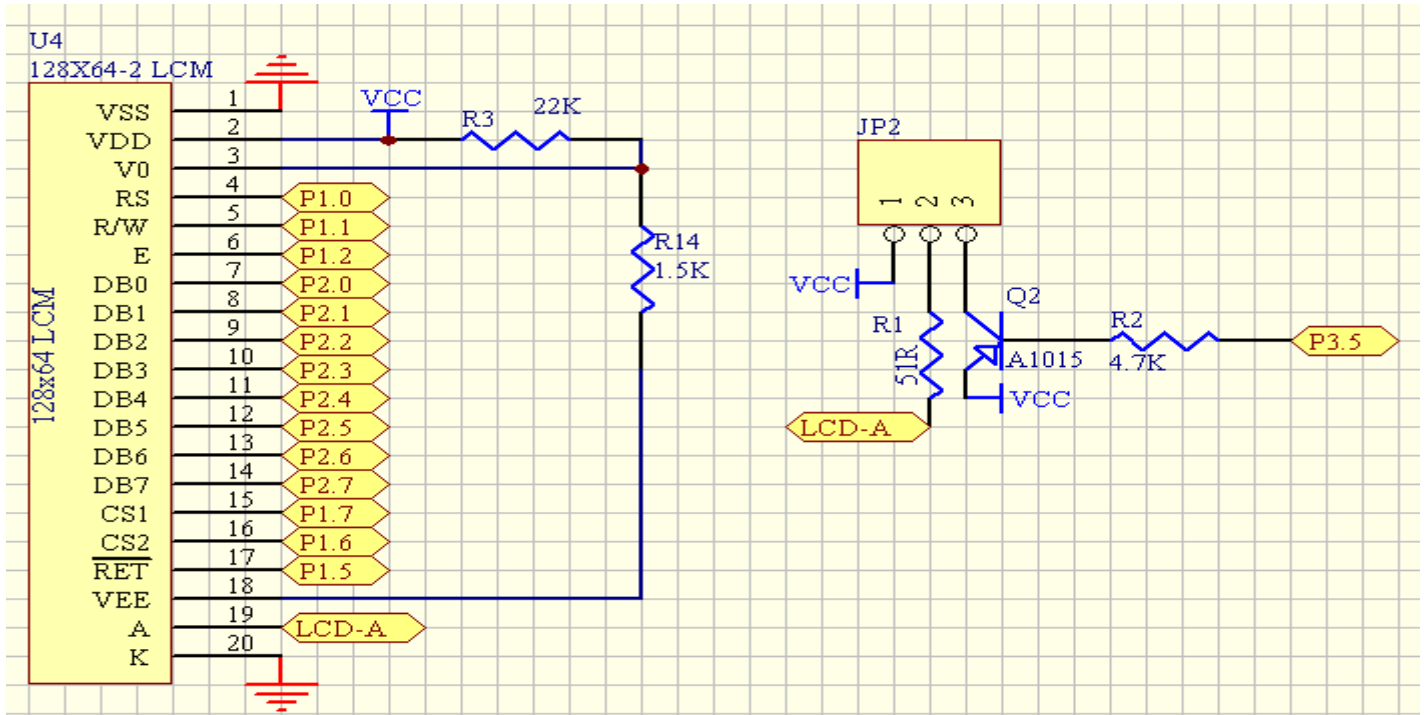 U4
128X64-2 LCM
128x64 LCM
VSS 1
VDD 2
V0 3
RS 4 P1.0
R/W 5 P1.1
E 6 P1.2
DB0 7 P2.0
DB1 8 P2.1
DB2 9 P2.2
DB3 10 P2.3
DB4 11 P2.4
DB5 12 P2.5
DB6 13 P2.6
DB7 14 P2.7
CS1 15 P1.7
CS2 16 P1.6
RET 17 P1.5
VEE 18
A 19 LCD-A
K 20
VCC
R3 22K
R14
1.5K
JP2
1 2 3
VCC
R1
51R
LCD-A
Q2
A1015
VCC
R2
4.7K
P3.5